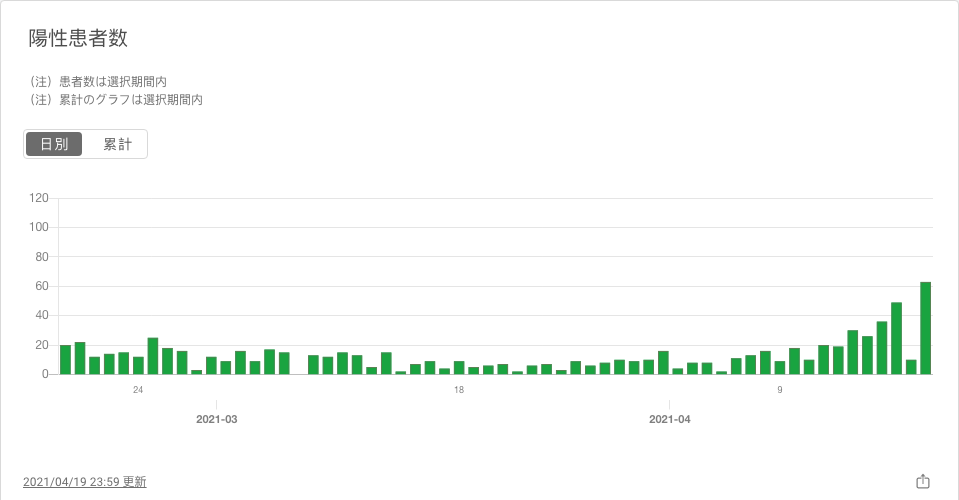 陽性患者数
（注）患者数は選択期間内
（注）累計のグラフは選択期間内
日別 累計
120
100
80
60
40
20
0
24 18 9
2021-03 2021-04
2021/04/19 23:59 更新